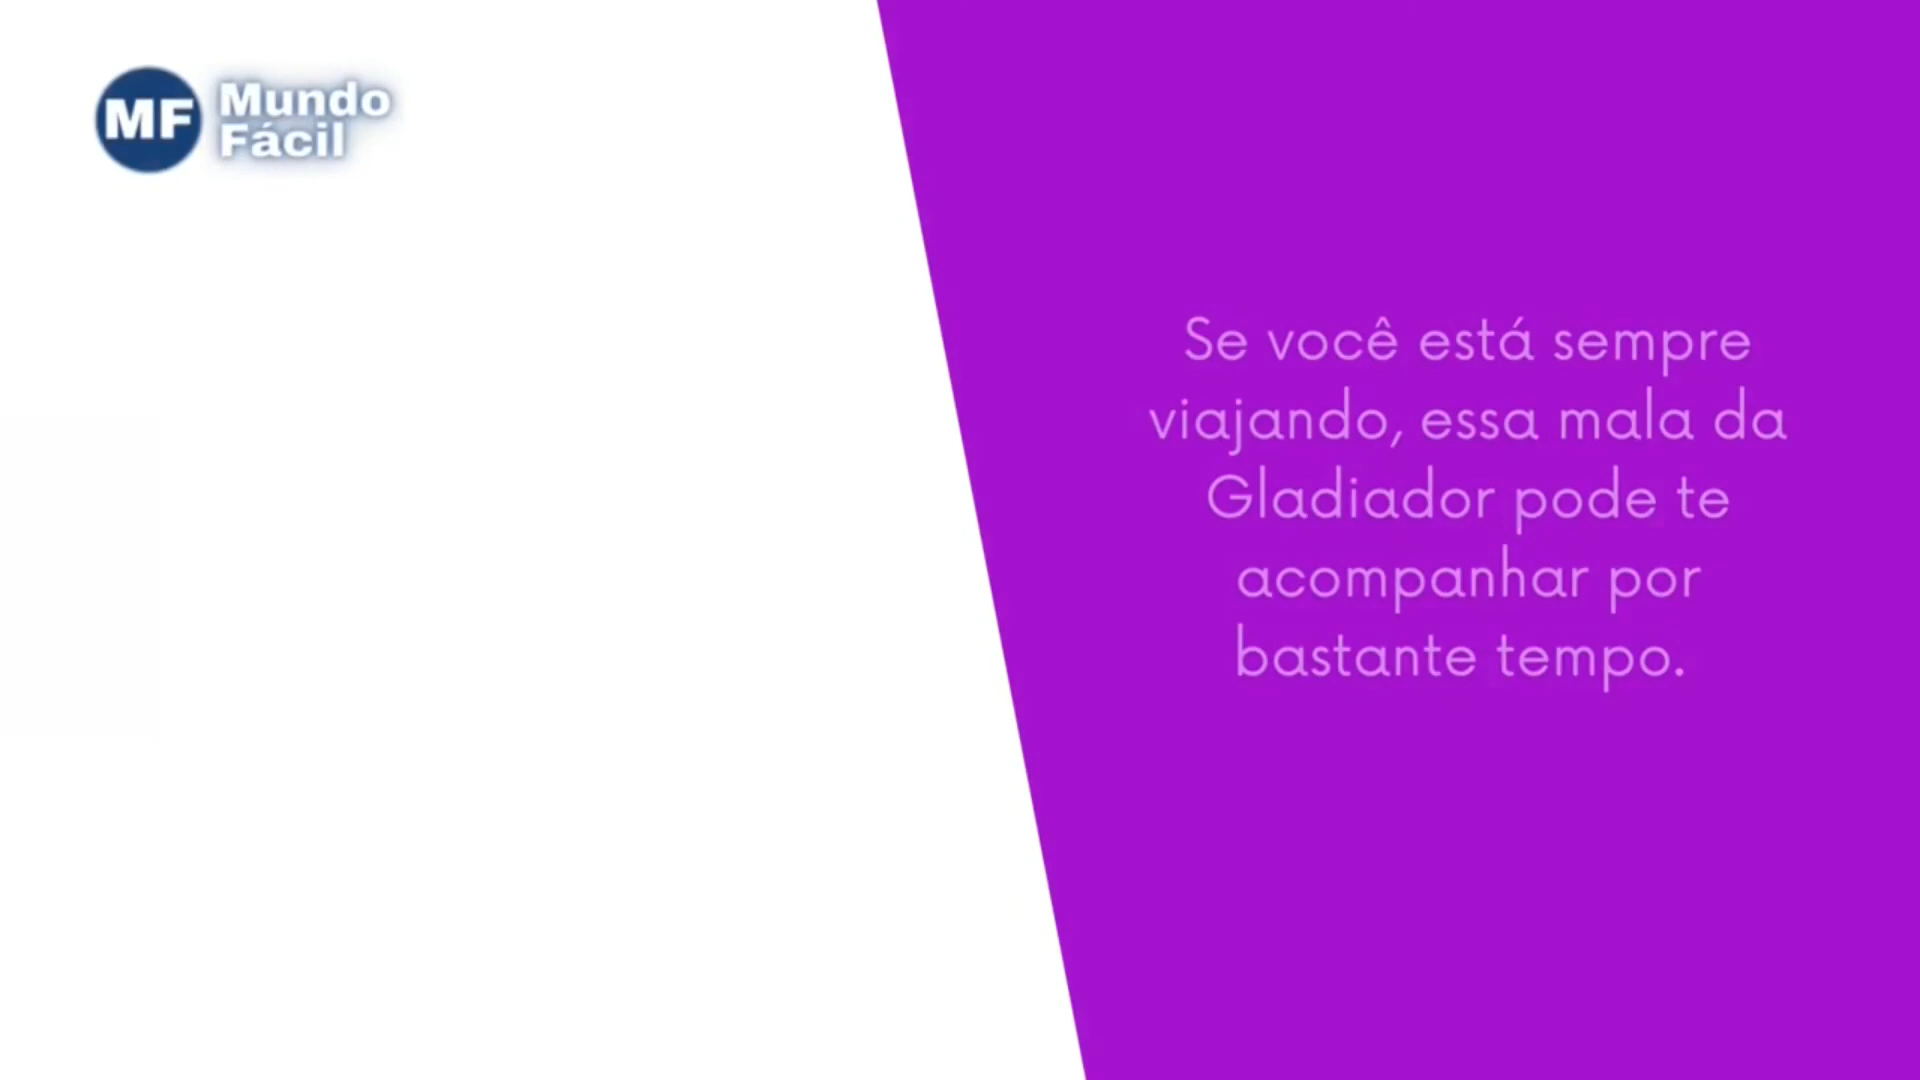 MF
Mundo
Fácil
Se você está sempre
viajando, essa mala da
Gladiador pode te
acompanhar por
bastante tempo.